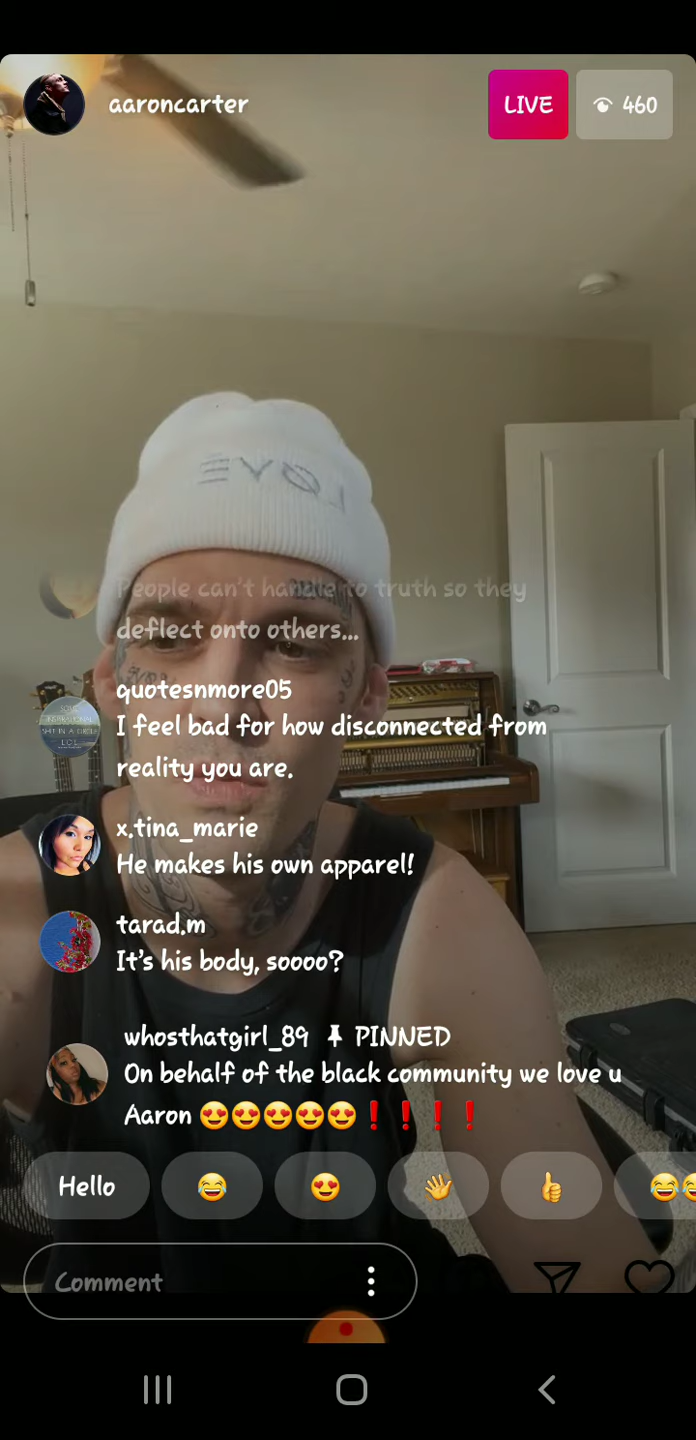 aaroncarter
LIVE
460
LOVE
People can't handle to truth so they
deflect onto others...
quotesnmore05
I feel bad for how disconnected from
reality you are.
x.tina_marie
He makes his own apparel!
tarad.m
It's his body, soooo?
whosthatgirl_89 PINNED
On behalf of the black community we love u
Aaron 😍😍😍😍😍❗❗❗❗
Hello 😂 😍 👋 👍 😂😂
Comment